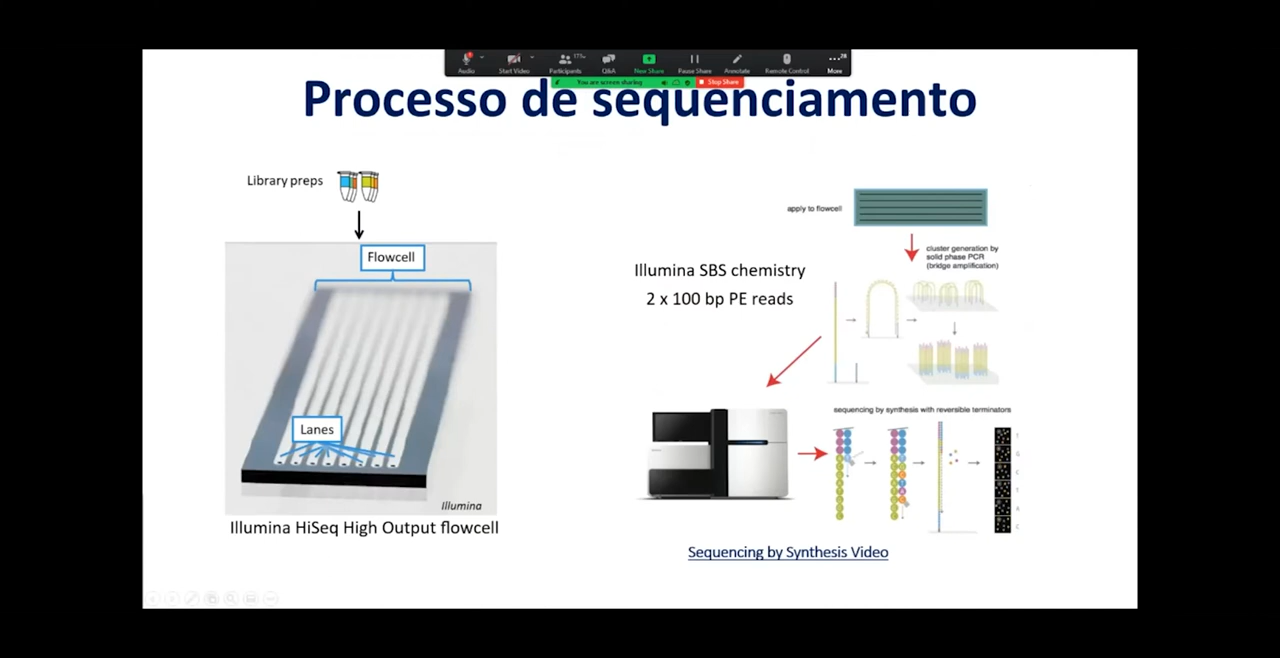 Audio
Start Video
Participants
Q&A
New Share
Pause Share
Annotate
Remote Control
More
You are screen sharing
Stop Share
Processo de sequenciamento
Library preps
Flowcell
Lanes
Illumina
Illumina HiSeq High Output flowcell
Illumina SBS chemistry
2 x 100 bp PE reads
apply to flowcell
cluster generation by
solid phase PCR
(bridge amplification)
sequencing by synthesis with reversible terminators
Sequencing by Synthesis Video